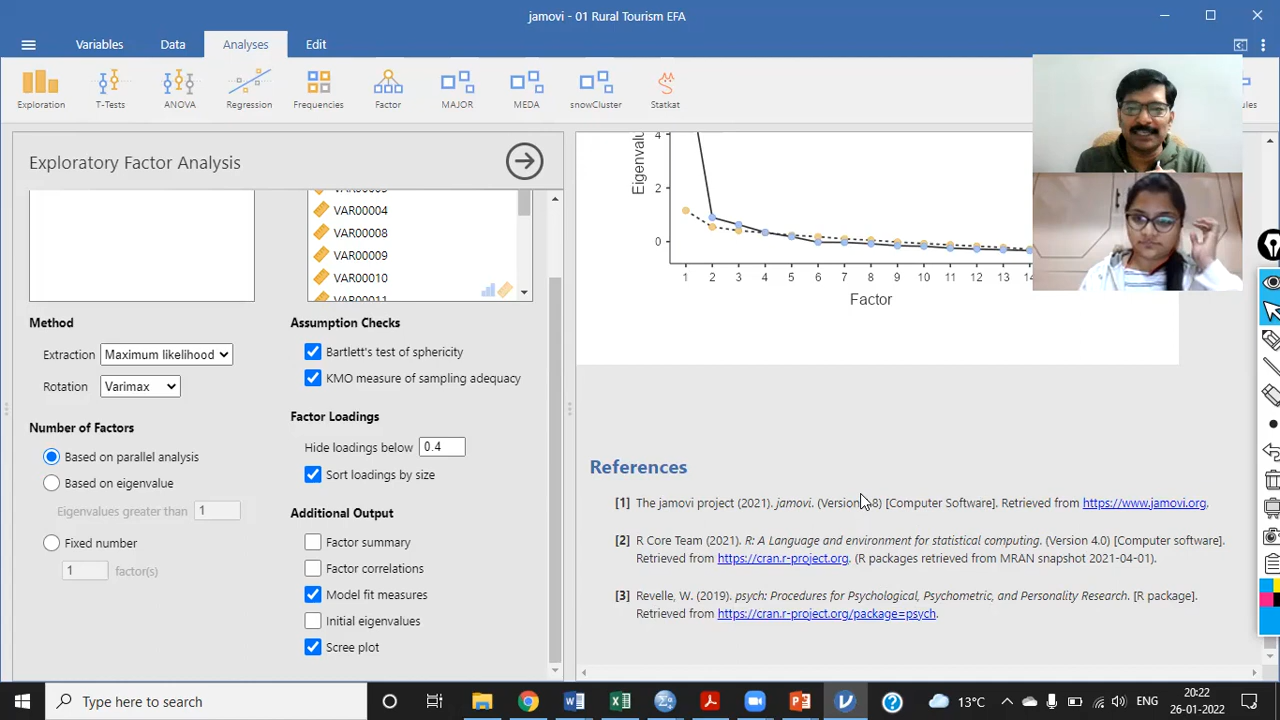 jamovi - 01 Rural Tourism EFA
Variables Data Analyses Edit
Exploration T-Tests ANOVA Regression Frequencies Factor MAJOR MEDA snowCluster Statkat
Exploratory Factor Analysis
VAR00004
VAR00008
VAR00009
VAR00010
VAR00011
Method
Extraction Maximum likelihood
Rotation Varimax
Number of Factors
Based on parallel analysis
Based on eigenvalue
Eigenvalues greater than 1
Fixed number
1 factor(s)
Assumption Checks
Bartlett's test of sphericity
KMO measure of sampling adequacy
Factor Loadings
Hide loadings below 0.4
Sort loadings by size
Additional Output
Factor summary
Factor correlations
Model fit measures
Initial eigenvalues
Scree plot
4
2
0
1 2 3 4 5 6 7 8 9 10 11 12 13 14
Factor
References
[1] The jamovi project (2021). jamovi. (Version 8) [Computer Software]. Retrieved from https://www.jamovi.org.
[2] R Core Team (2021). R: A Language and environment for statistical computing. (Version 4.0) [Computer software].
Retrieved from https://cran.r-project.org. (R packages retrieved from MRAN snapshot 2021-04-01).
[3] Revelle, W. (2019). psych: Procedures for Psychological, Psychometric, and Personality Research. [R package].
Retrieved from https://cran.r-project.org/package=psych.
Type here to search
13°C
ENG
20:22
26-01-2022